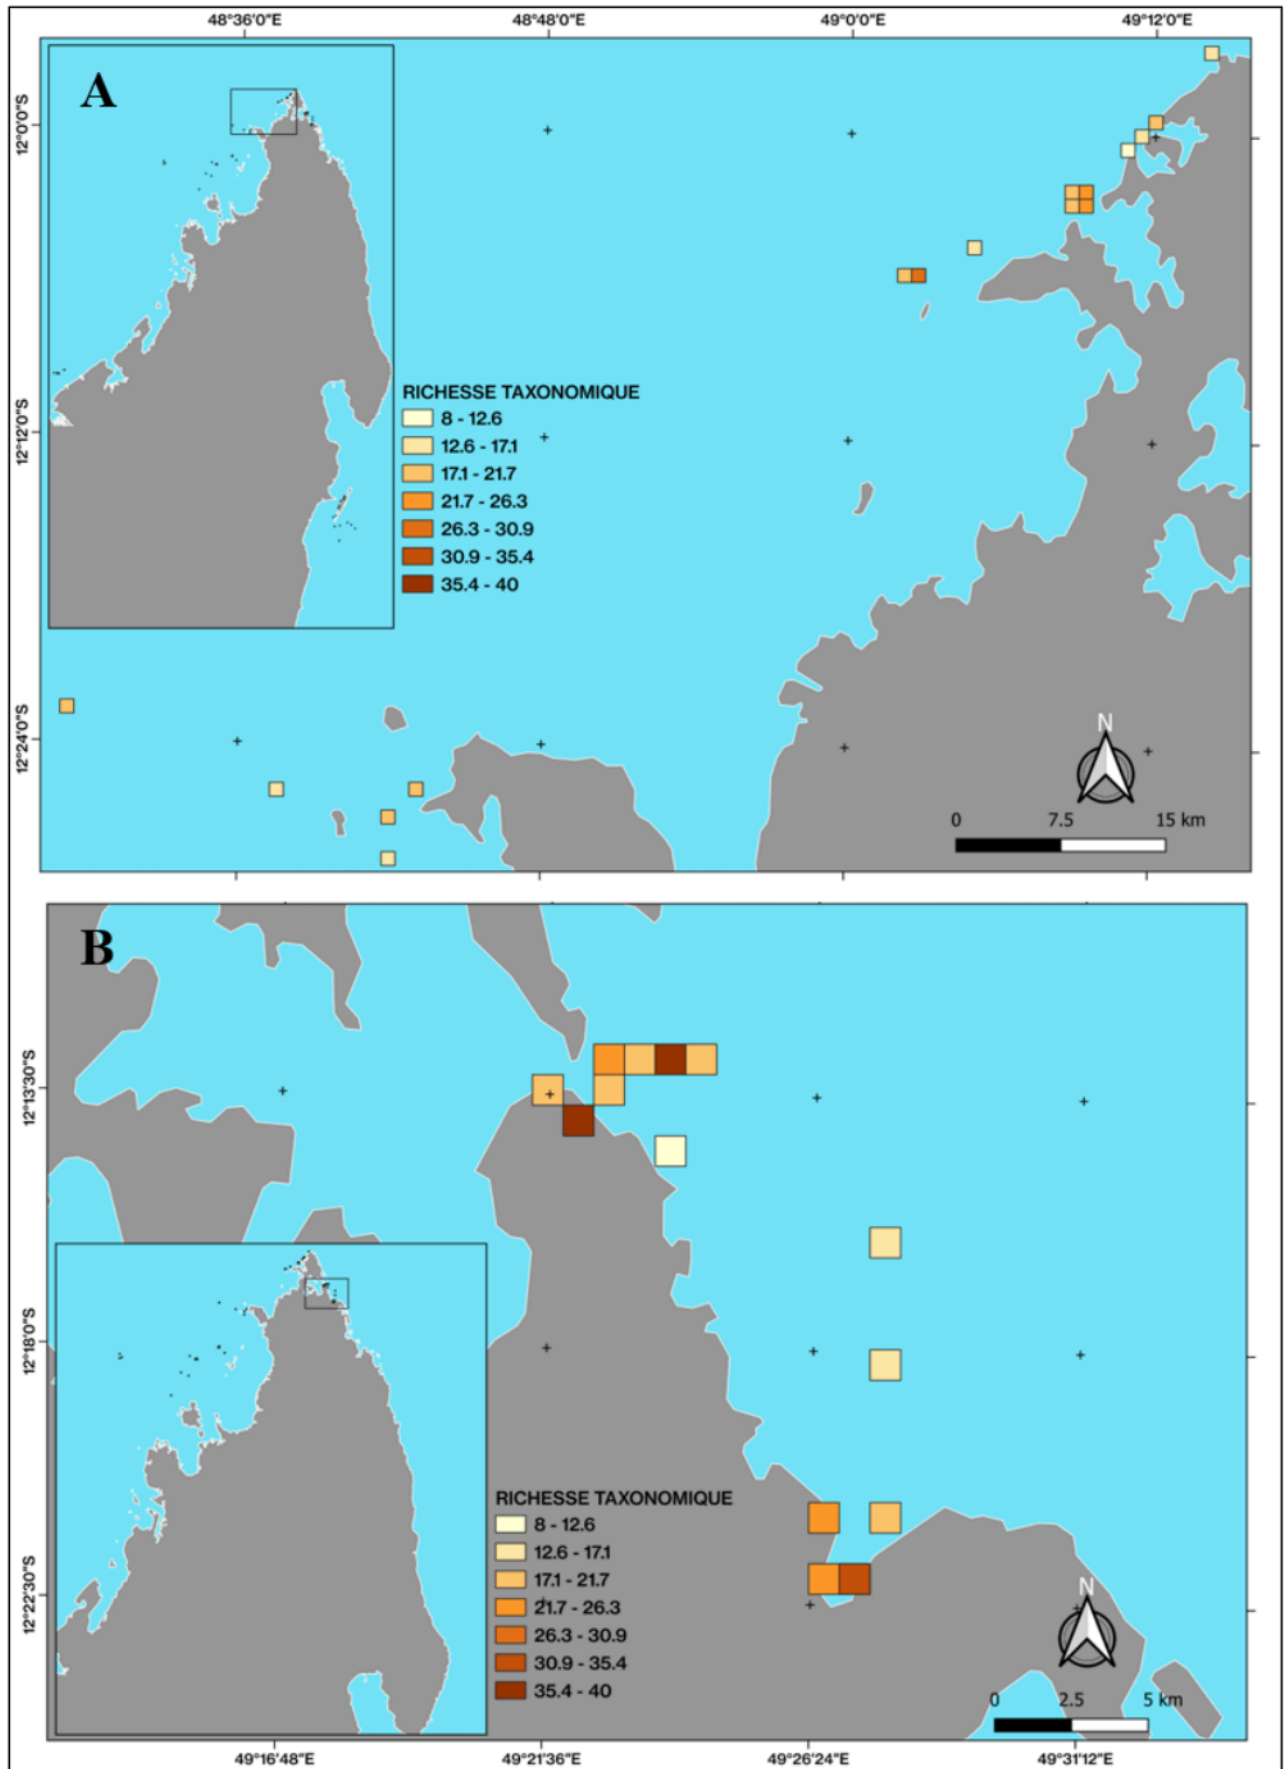 48°36'0"E 48°48'0"E 49°0'0"E 49°12'0"E
A
12°0'0"S
12°12'0"S
12°24'0"S
RICHESSE TAXONOMIQUE
8 - 12.6
12.6 - 17.1
17.1 - 21.7
21.7 - 26.3
26.3 - 30.9
30.9 - 35.4
35.4 - 40
N
0 7.5 15 km
B
12°13'30"S
12°18'0"S
12°22'30"S
RICHESSE TAXONOMIQUE
8 - 12.6
12.6 - 17.1
17.1 - 21.7
21.7 - 26.3
26.3 - 30.9
30.9 - 35.4
35.4 - 40
N
0 2.5 5 km
49°16'48"E 49°21'36"E 49°26'24"E 49°31'12"E